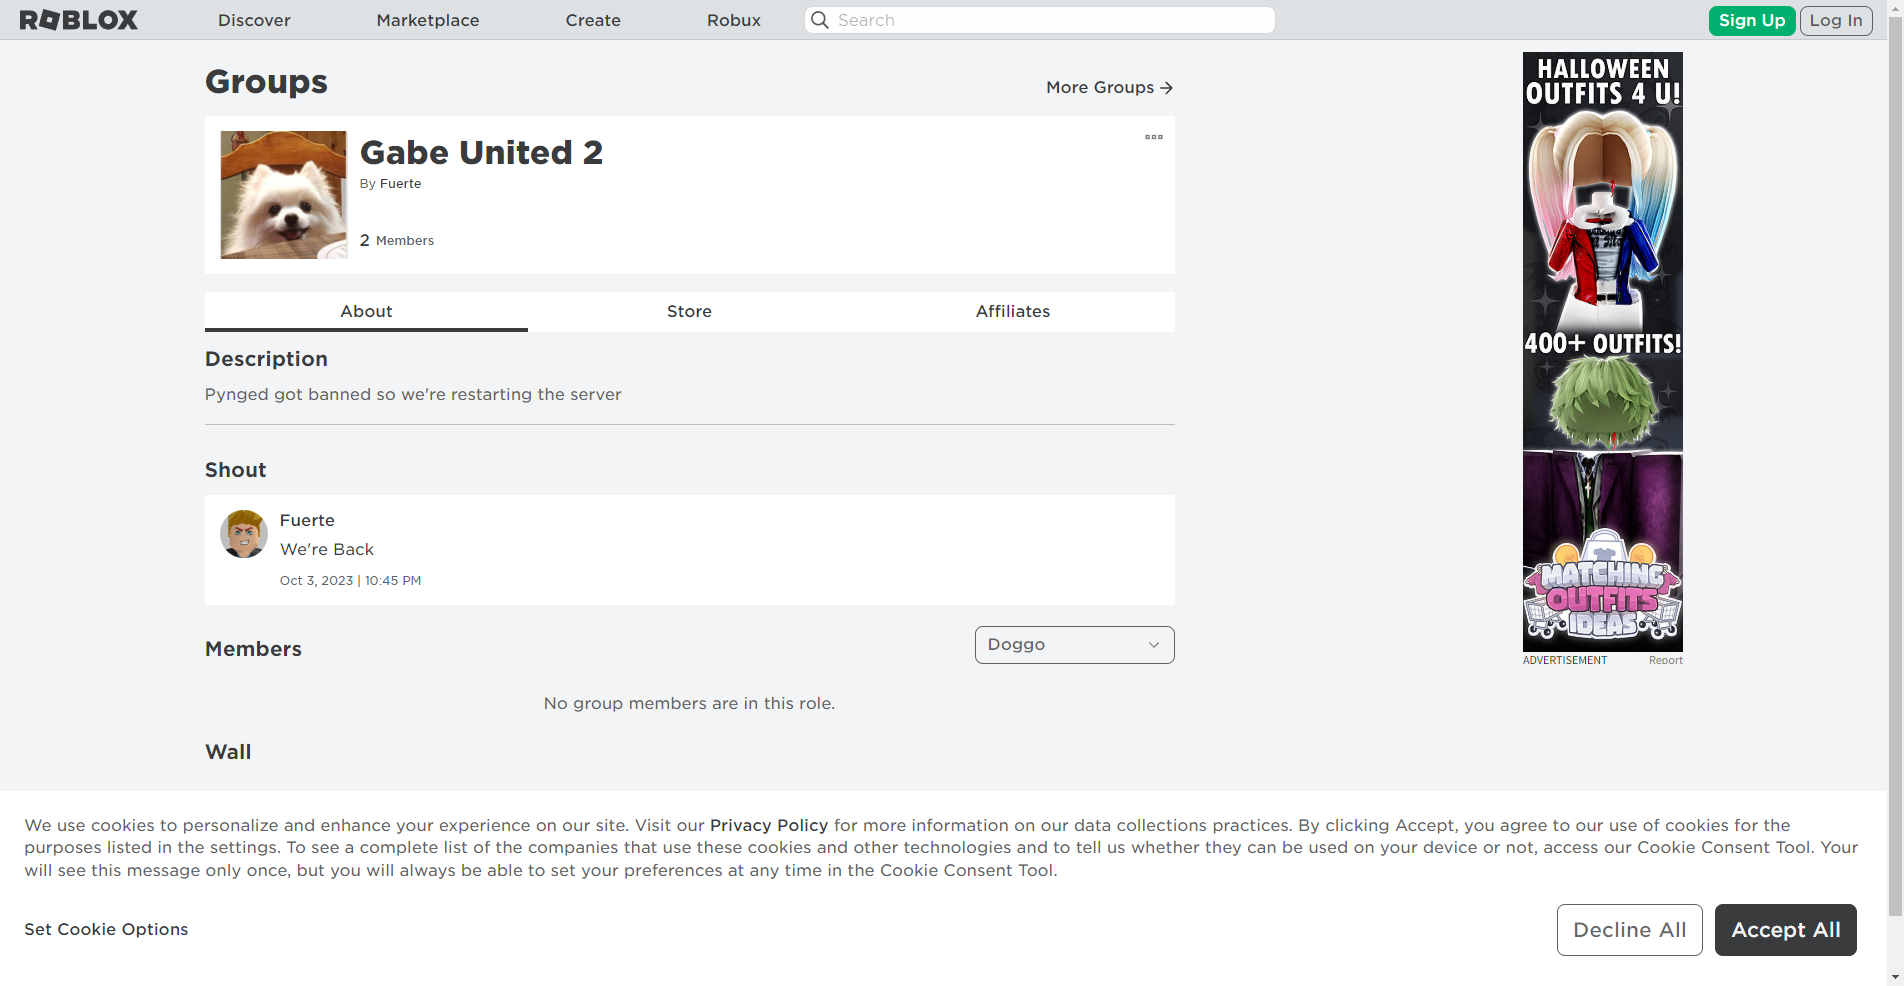 ROBLOX
Discover
Marketplace
Create
Robux
Search
Sign Up
Log In
Groups
More Groups
Gabe United 2
By Fuerte
2 Members
About
Store
Affiliates
Description
Pynged got banned so we're restarting the server
Shout
Fuerte
We're Back
Oct 3, 2023 | 10:45 PM
Members
Doggo
No group members are in this role.
Wall
HALLOWEEN
OUTFITS 4 U!
400+ OUTFITS!
MATCHING
OUTFITS
IDEAS
ADVERTISEMENT
Report
We use cookies to personalize and enhance your experience on our site. Visit our Privacy Policy for more information on our data collections practices. By clicking Accept, you agree to our use of cookies for the
purposes listed in the settings. To see a complete list of the companies that use these cookies and other technologies and to tell us whether they can be used on your device or not, access our Cookie Consent Tool. Your
will see this message only once, but you will always be able to set your preferences at any time in the Cookie Consent Tool.
Set Cookie Options
Decline All
Accept All